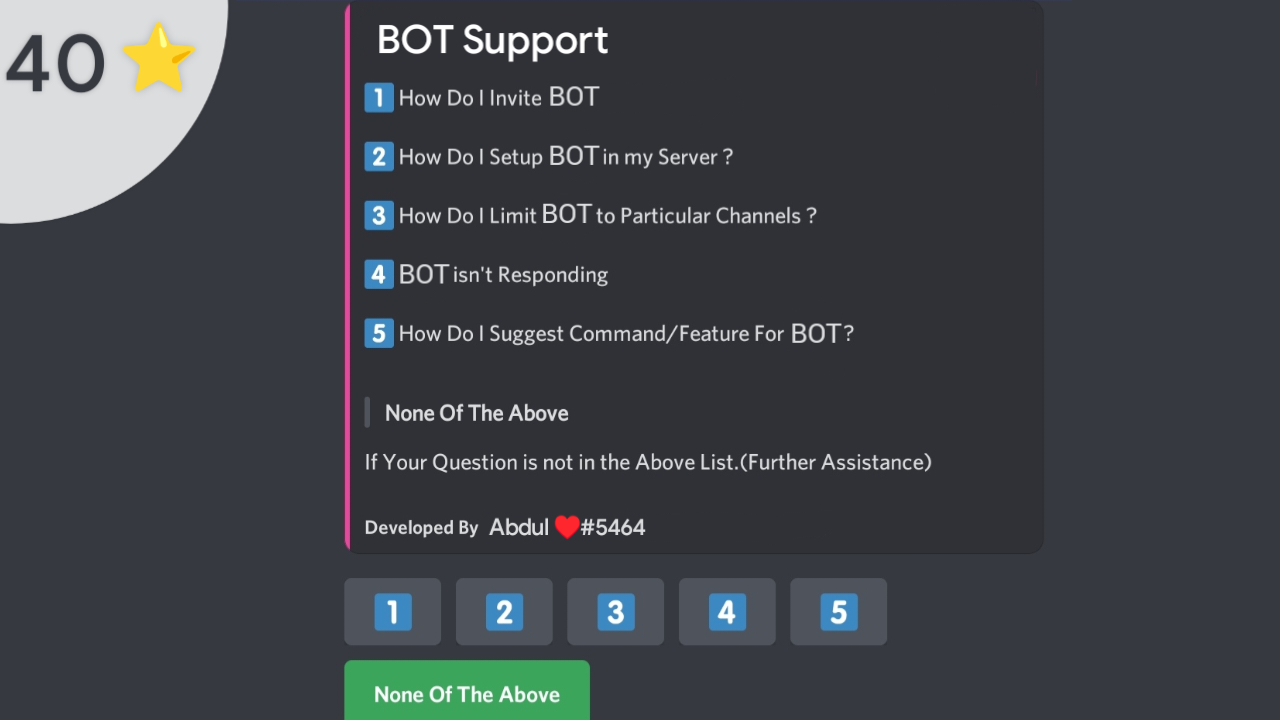 40 ⭐
BOT Support
1 How Do I Invite BOT
2 How Do I Setup BOT in my Server ?
3 How Do I Limit BOT to Particular Channels ?
4 BOT isn't Responding
5 How Do I Suggest Command/Feature For BOT ?
None Of The Above
If Your Question is not in the Above List.(Further Assistance)
Developed By Abdul ❤#5464
1 2 3 4 5
None Of The Above